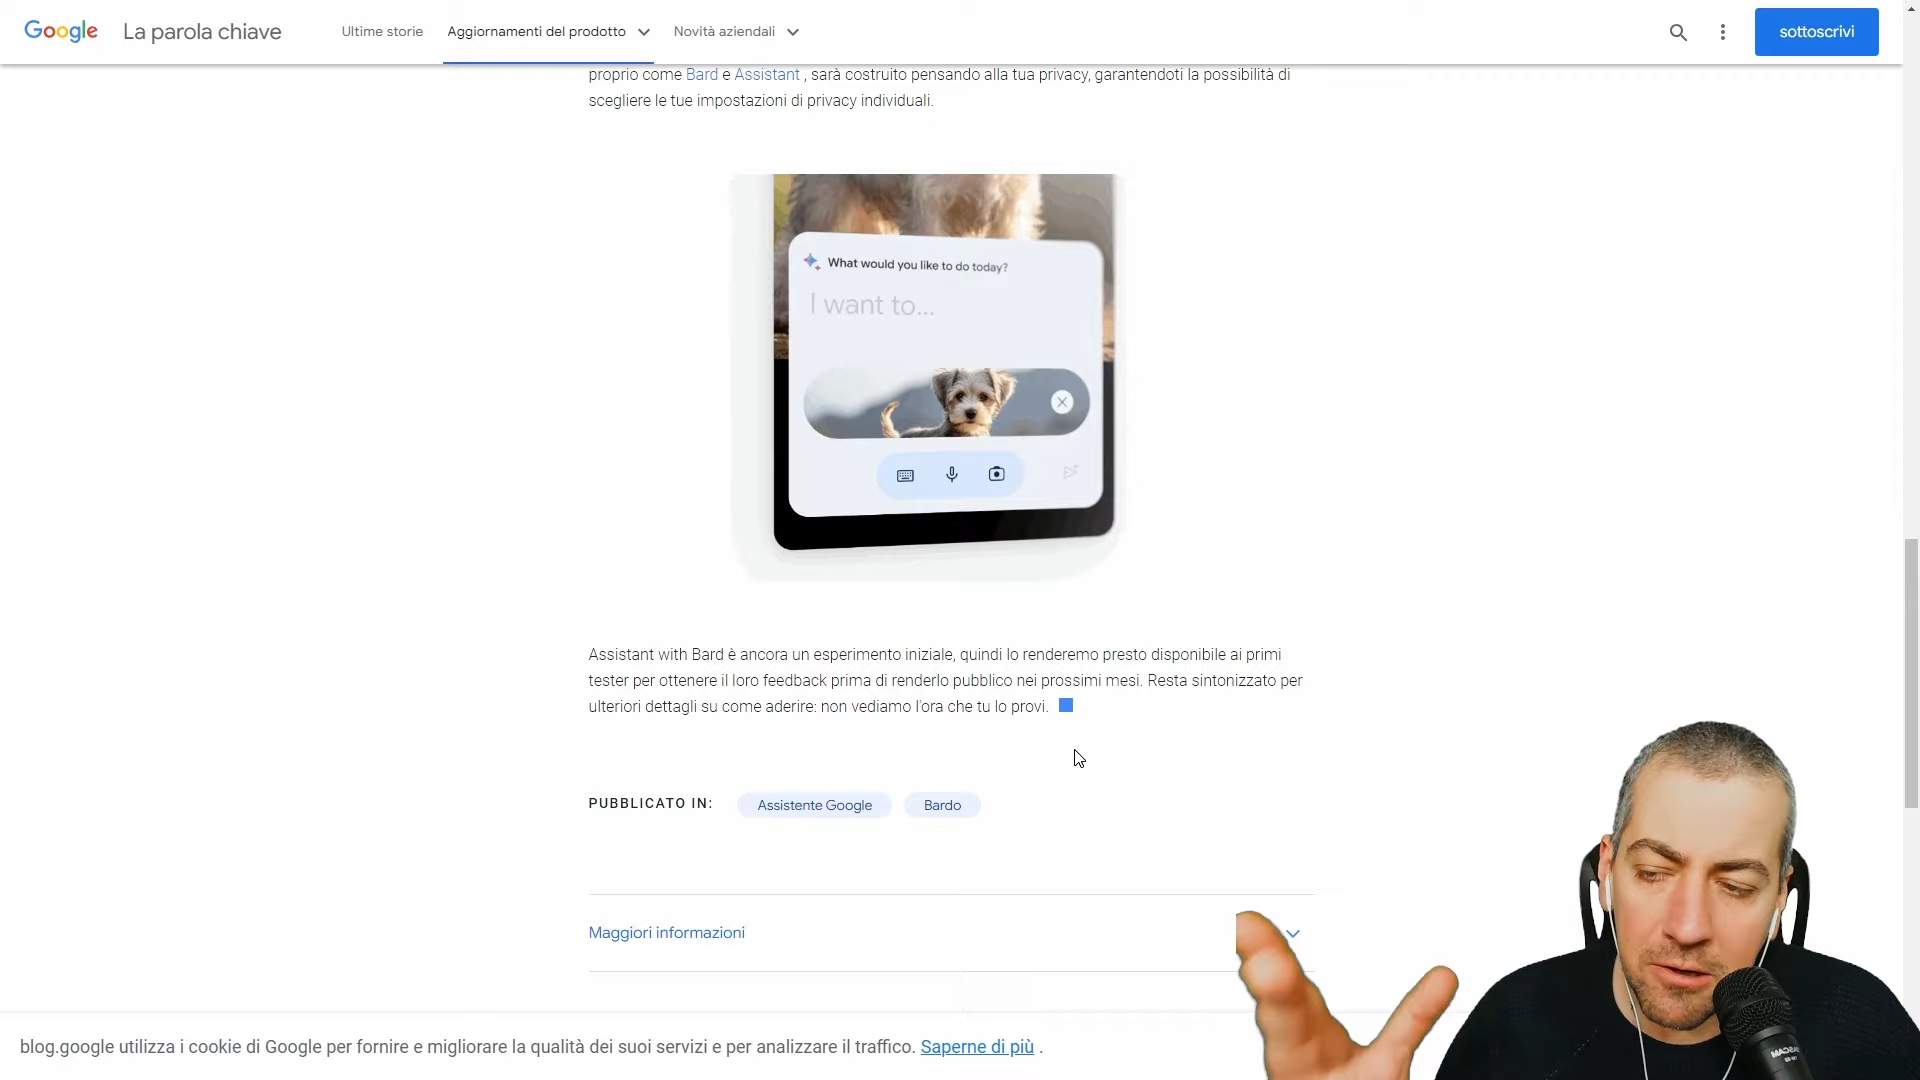 Google La parola chiave Ultime storie Aggiornamenti del prodotto Novità aziendali sottoscrivi
proprio come Bard e Assistant , sarà costruito pensando alla tua privacy, garantendoti la possibilità di
scegliere le tue impostazioni di privacy individuali.
What would you like to do today?
I want to...
Assistant with Bard è ancora un esperimento iniziale, quindi lo renderemo presto disponibile ai primi
tester per ottenere il loro feedback prima di renderlo pubblico nei prossimi mesi. Resta sintonizzato per
ulteriori dettagli su come aderire: non vediamo l'ora che tu lo provi.
PUBBLICATO IN: Assistente Google Bardo
Maggiori informazioni
blog.google utilizza i cookie di Google per fornire e migliorare la qualità dei suoi servizi e per analizzare il traffico. Saperne di più .